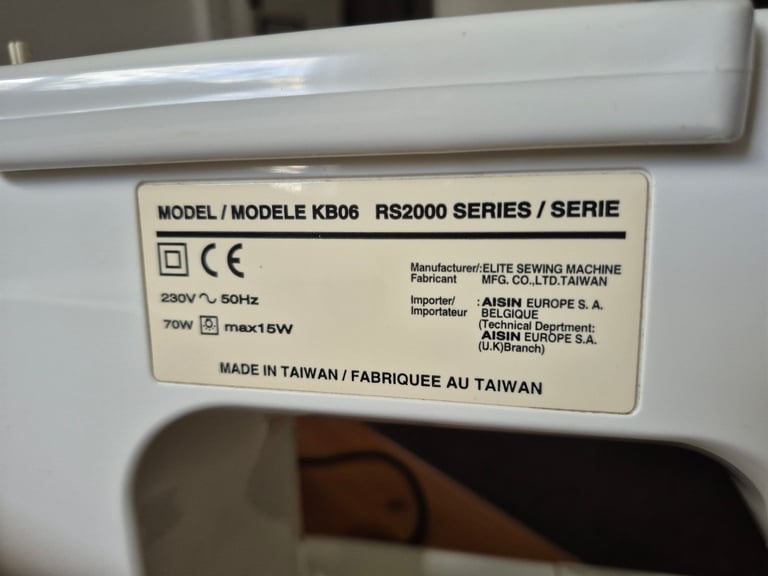 MODEL / MODELE KB06 RS2000 SERIES / SERIE
CE
230V ~ 50Hz
70W max15W
Manufacturer/:ELITE SEWING MACHINE
Fabricant MFG. CO.,LTD.TAIWAN
Importer/ : AISIN EUROPE S. A.
Importateur BELGIQUE
(Technical Deprtment:
AISIN EUROPE S.A.
(U.K)Branch)
MADE IN TAIWAN / FABRIQUEE AU TAIWAN